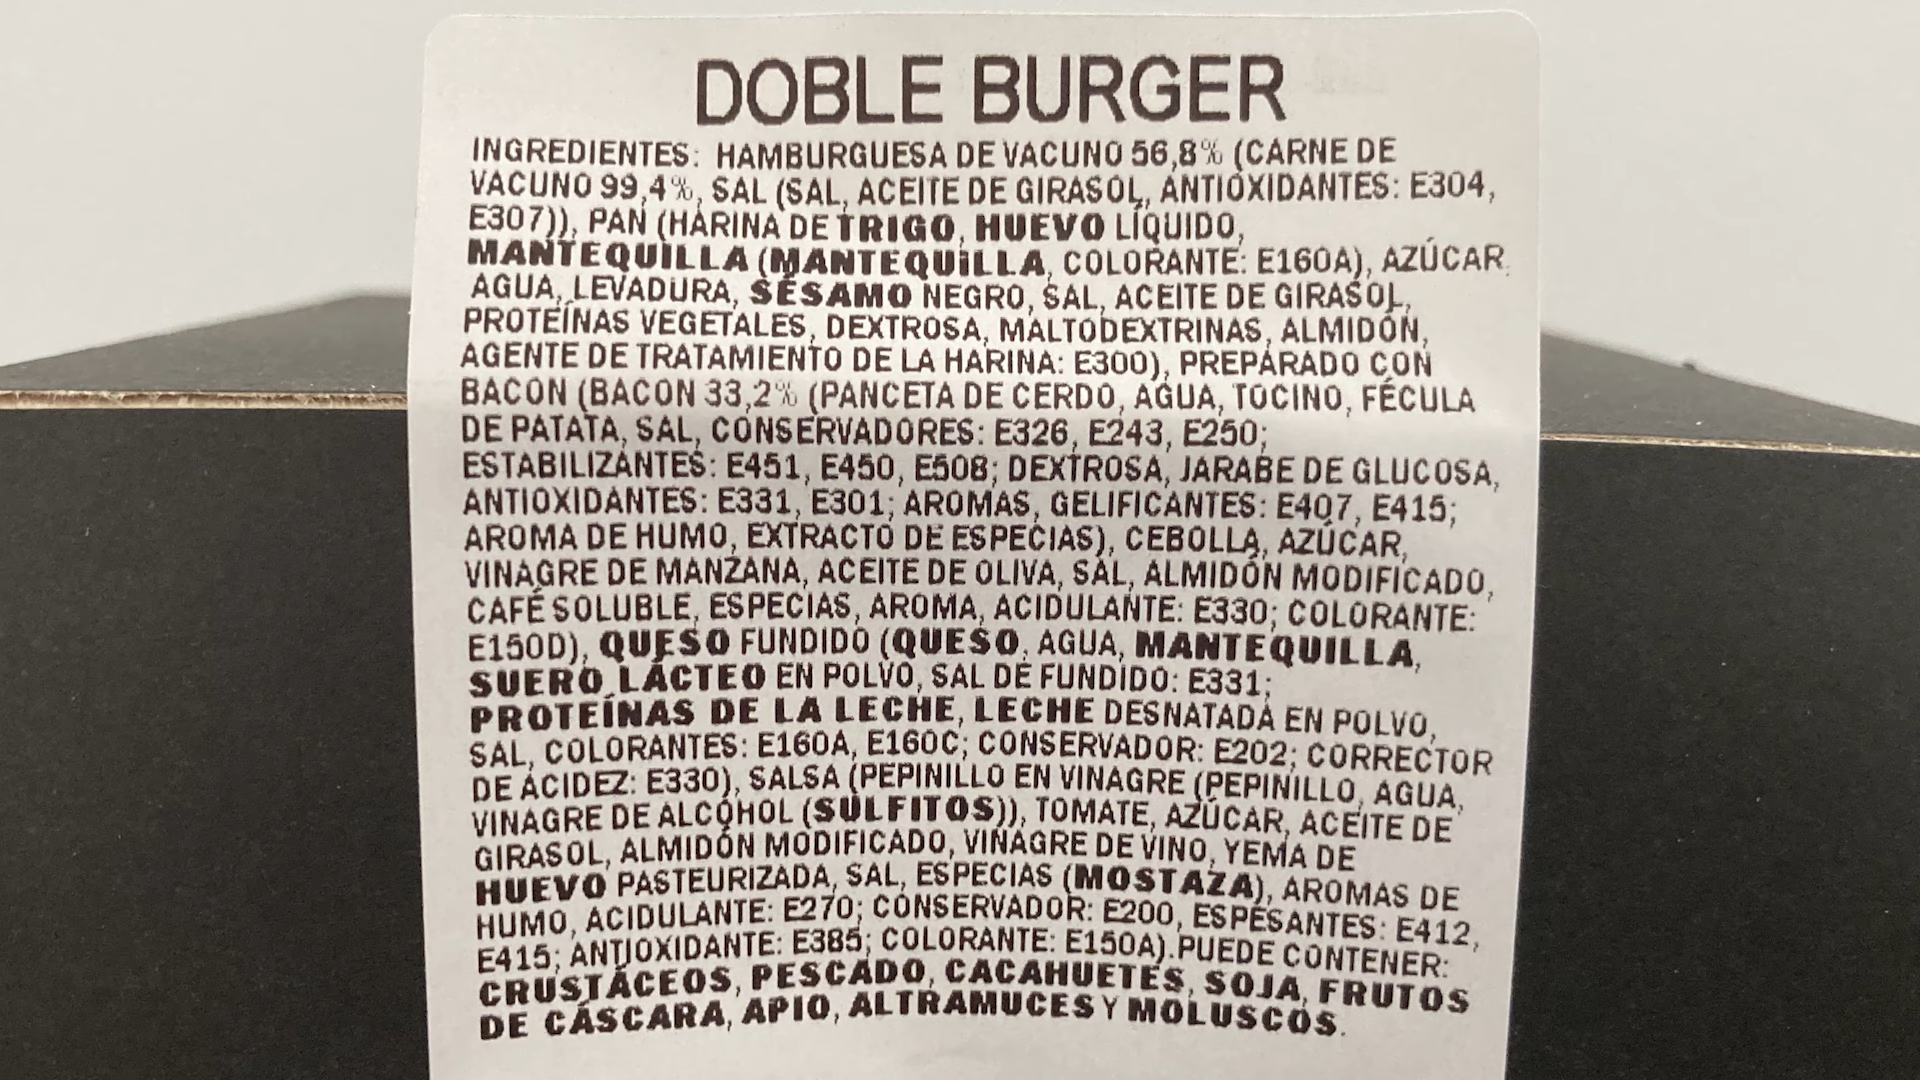 DOBLE BURGER
INGREDIENTES: HAMBURGUESA DE VACUNO 56,8% (CARNE DE
VACUNO 99,4%, SAL (SAL, ACEITE DE GIRASOL, ANTIOXIDANTES: E304,
E307)), PAN (HARINA DE TRIGO, HUEVO LÍQUIDO,
MANTEQUILLA (MANTEQUILLA, COLORANTE: E160A), AZÚCAR,
AGUA, LEVADURA, SÉSAMO NEGRO, SAL, ACEITE DE GIRASOL,
PROTEÍNAS VEGETALES, DEXTROSA, MALTODEXTRINAS, ALMIDÓN,
AGENTE DE TRATAMIENTO DE LA HARINA: E300), PREPARADO CON
BACON (BACON 33,2% (PANCETA DE CERDO, AGUA, TOCINO, FÉCULA
DE PATATA, SAL, CONSERVADORES: E326, E243, E250;
ESTABILIZANTES: E451, E450, E508; DEXTROSA, JARABE DE GLUCOSA,
ANTIOXIDANTES: E331, E301; AROMAS, GELIFICANTES: E407, E415;
AROMA DE HUMO, EXTRACTO DE ESPECIAS), CEBOLLA, AZÚCAR,
VINAGRE DE MANZANA, ACEITE DE OLIVA, SAL, ALMIDÓN MODIFICADO,
CAFÉ SOLUBLE, ESPECIAS, AROMA, ACIDULANTE: E330; COLORANTE:
E150D), QUESO FUNDIDO (QUESO, AGUA, MANTEQUILLA,
SUERO LÁCTEO EN POLVO, SAL DE FUNDIDO: E331;
PROTEÍNAS DE LA LECHE, LECHE DESNATADA EN POLVO,
SAL, COLORANTES: E160A, E160C; CONSERVADOR: E202; CORRECTOR
DE ACIDEZ: E330), SALSA (PEPINILLO EN VINAGRE (PEPINILLO, AGUA,
VINAGRE DE ALCOHOL (SULFITOS)), TOMATE, AZÚCAR, ACEITE DE
GIRASOL, ALMIDÓN MODIFICADO, VINAGRE DE VINO, YEMA DE
HUEVO PASTEURIZADA, SAL, ESPECIAS (MOSTAZA), AROMAS DE
HUMO, ACIDULANTE: E270; CONSERVADOR: E200, ESPESANTES: E412,
E415; ANTIOXIDANTE: E385; COLORANTE: E150A).PUEDE CONTENER:
CRUSTÁCEOS, PESCADO, CACAHUETES, SOJA, FRUTOS
DE CÁSCARA, APIO, ALTRAMUCES Y MOLUSCOS.